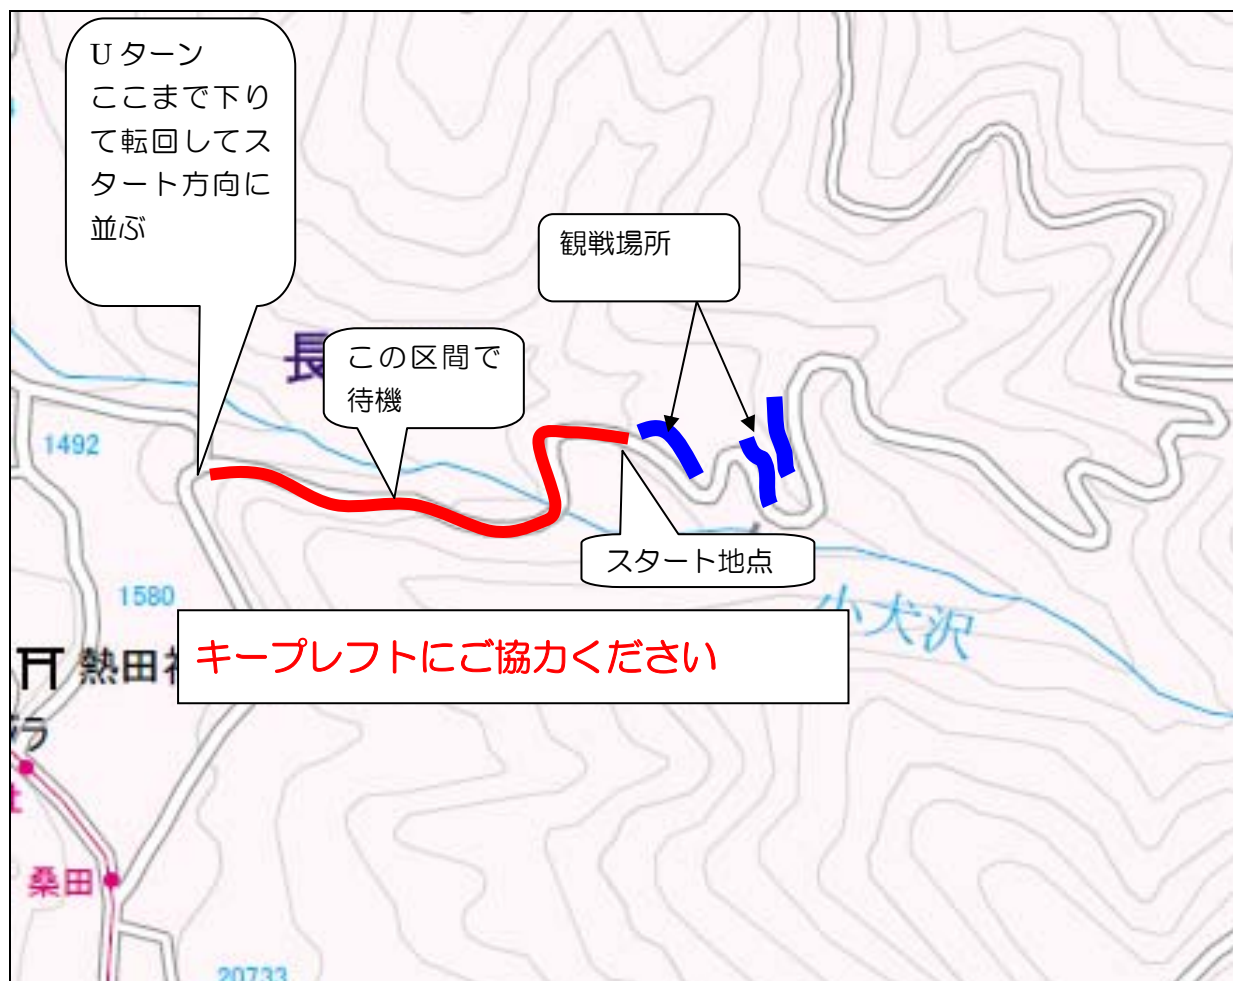 Uターン
ここまで下り
て転回してス
タート方向に
並ぶ
観戦場所
長
この区間で
待機
1492
スタート地点
1580
小犬沢
キープレフトにご協力ください
熱田
ラ
桑田
20733